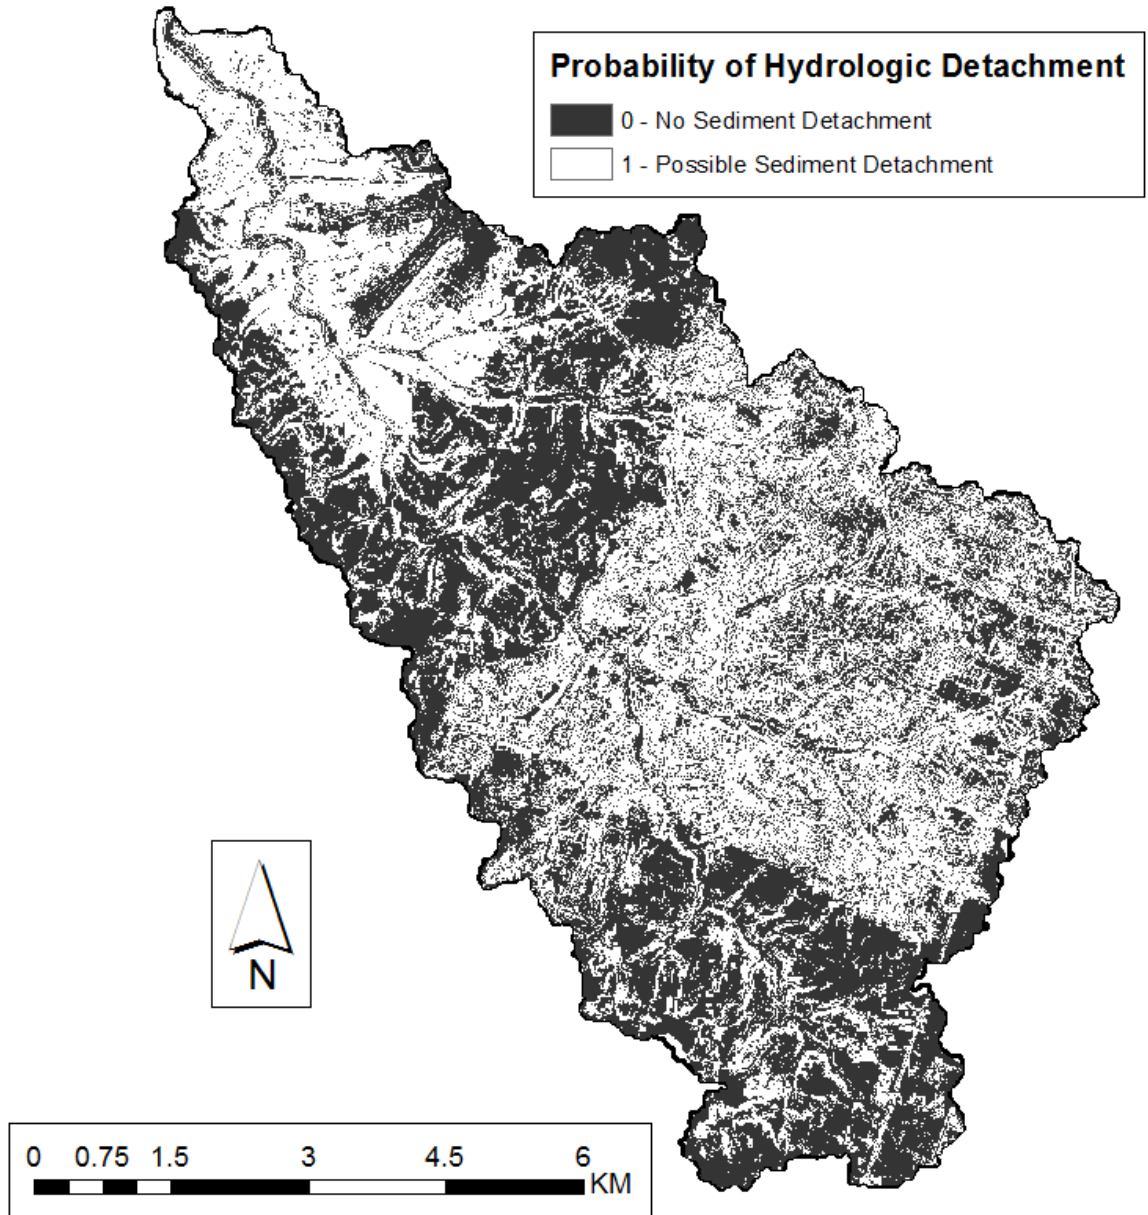 Probability of Hydrologic Detachment
0 - No Sediment Detachment
1 - Possible Sediment Detachment
N
0 0.75 1.5 3 4.5 6
KM